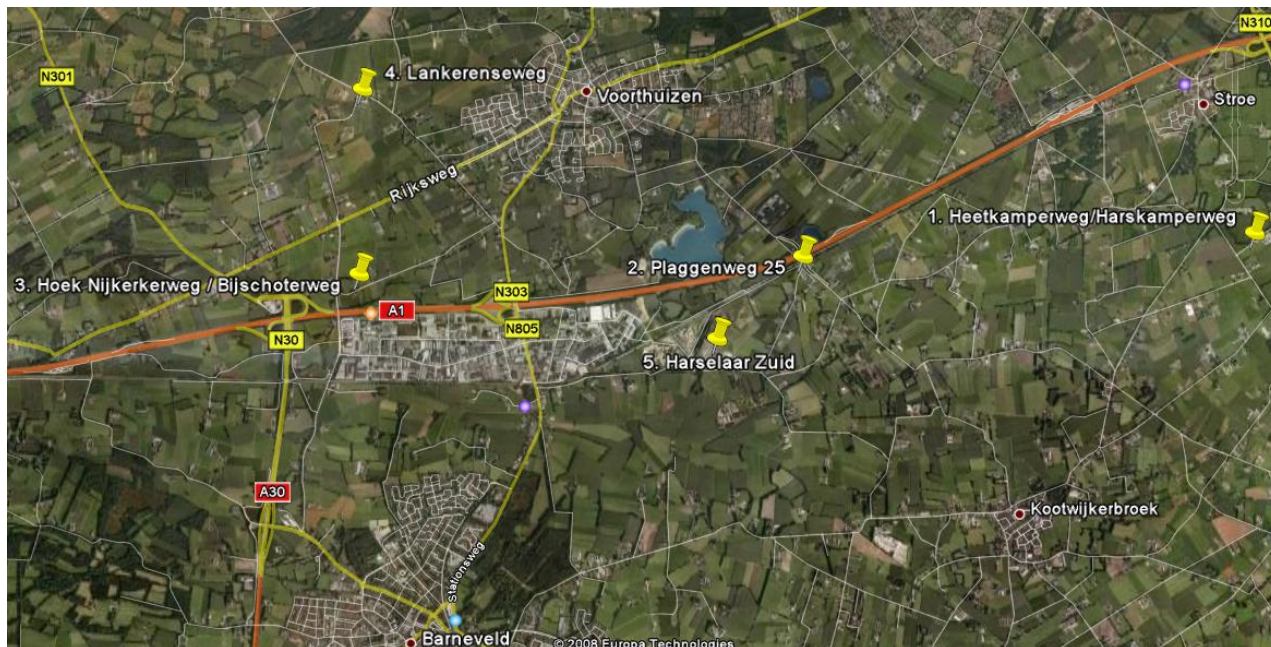 N310
N301
4. Lankerenseweg
Voorthuizen
Stroe
Rijksweg
1. Heetkamperweg/Harskamperweg
2. Plaggenweg 25
3. Hoek Nijkerkerweg / Bijschoterweg
N303
A1
N30
N805
5. Harselaar Zuid
A30
Kootwijkerbroek
Stationsweg
Barneveld
© 2008 Europa Technologies